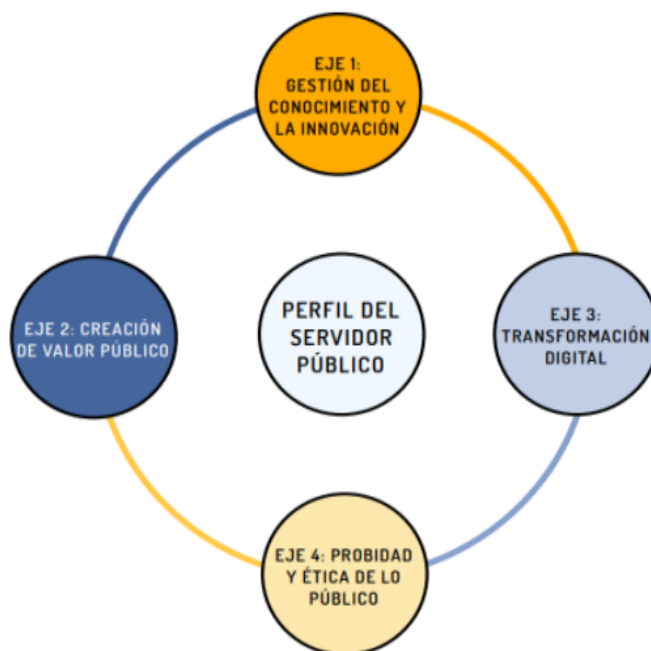 EJE 1:
GESTIÓN DEL
CONOCIMIENTO Y
LA INNOVACIÓN
EJE 2: CREACIÓN
DE VALOR PÚBLICO
PERFIL DEL
SERVIDOR
PÚBLICO
EJE 3:
TRANSFORMACIÓN
DIGITAL
EJE 4: PROBIDAD
Y ÉTICA DE LO
PÚBLICO